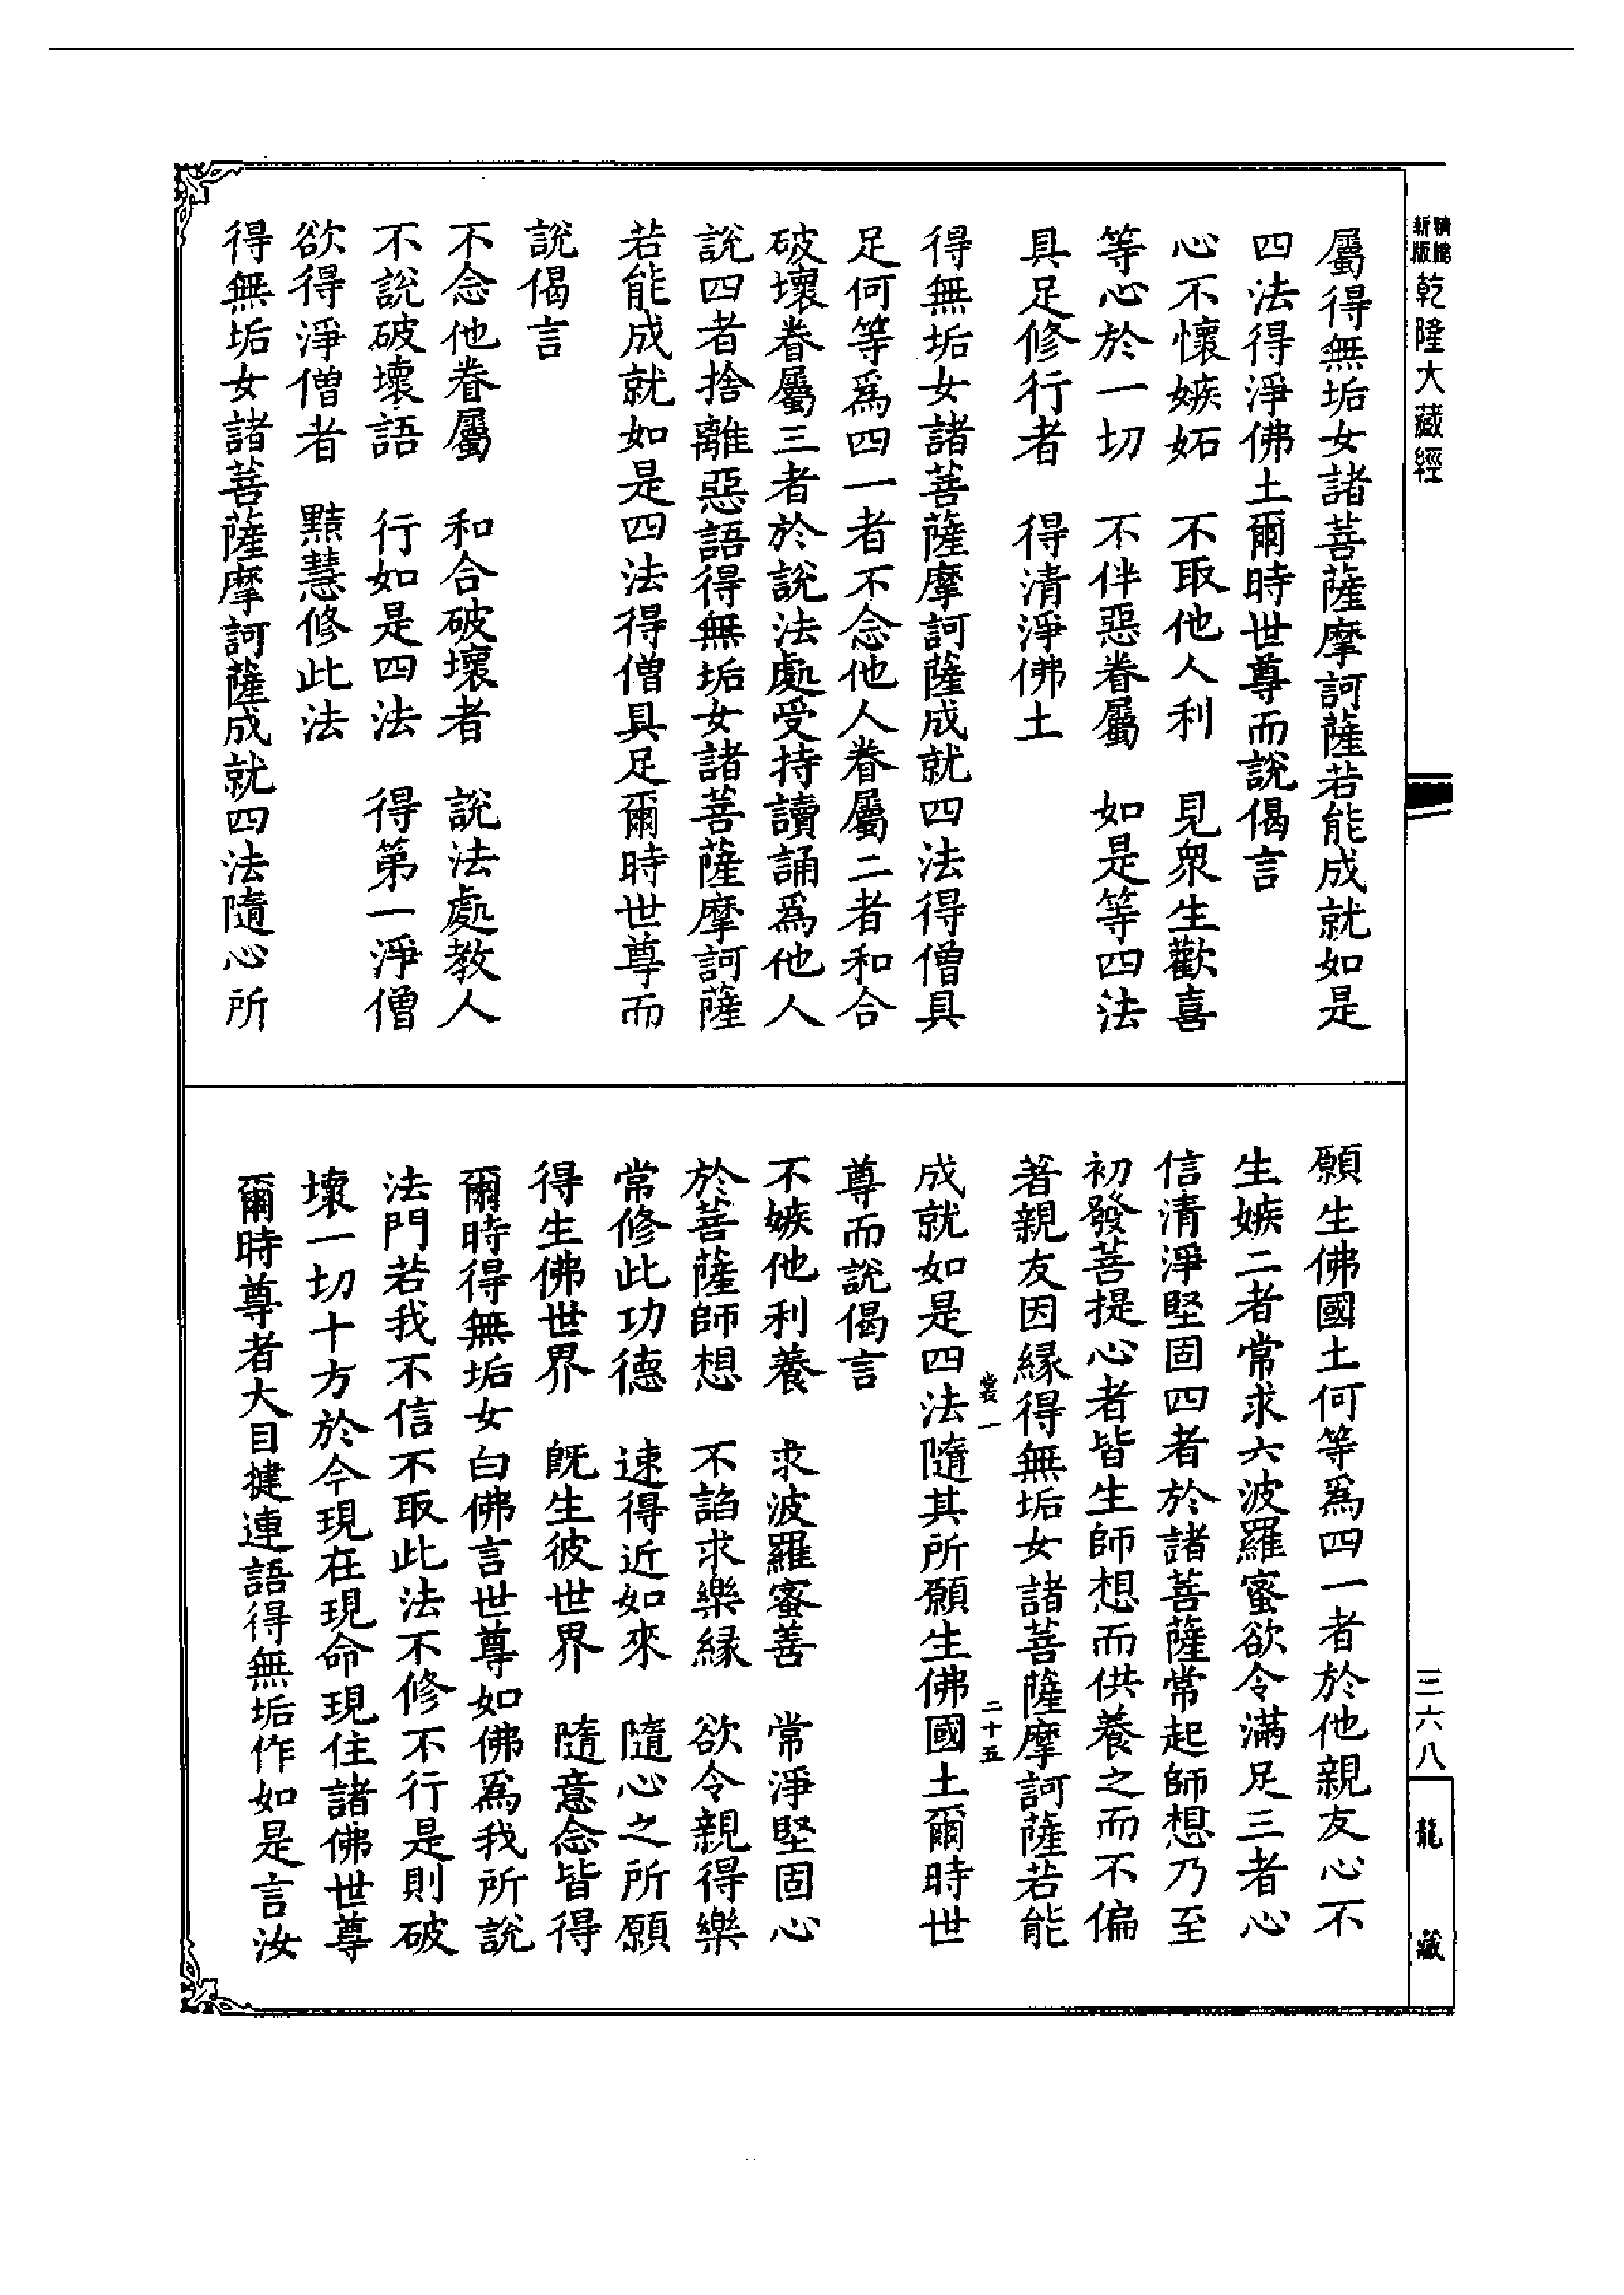 新版
精縮
乾隆大藏經
屬得無垢女諸菩薩摩訶薩若能成就如是
四法得淨佛土爾時世尊而說偈言
心不懷嫉妬　不取他人利　見衆生歡喜
等心於一切　不伴惡眷屬　如是等四法
具足修行者　得清淨佛土
得無垢女諸菩薩摩訶薩成就四法得僧具
足何等爲四一者不念他人眷屬二者和合
破壞眷屬三者於說法處受持讀誦爲他人
說四者捨離惡語得無垢女諸菩薩摩訶薩
若能成就如是四法得僧具足爾時世尊而
說偈言
不念他眷屬　和合破壞者　說法處教人
不說破壞語　行如是四法　得第一淨僧
欲得淨僧者　黠慧修此法
得無垢女諸菩薩摩訶薩成就四法隨心所
願生佛國土何等爲四一者於他親友心不
生嫉二者常求六波羅蜜欲令滿足三者心
信清淨堅固四者於諸菩薩常起師想乃至
初發菩提心者皆生師想而供養之而不偏
著親友因緣得無垢女諸菩薩摩訶薩若能
裳一
二十五
成就如是四法隨其所願生佛國土爾時世
尊而說偈言
不嫉他利養　求波羅蜜善　常淨堅固心
於菩薩師想　不諂求樂緣　欲令親得樂
常修此功德　速得近如來　隨心之所願
得生佛世界　旣生彼世界　隨意念皆得
爾時得無垢女白佛言世尊如佛爲我所說
法門若我不信不取此法不修不行是則破
壞一切十方於今現在現命現住諸佛世尊
爾時尊者大目揵連語得無垢作如是言汝
三六八
龍藏